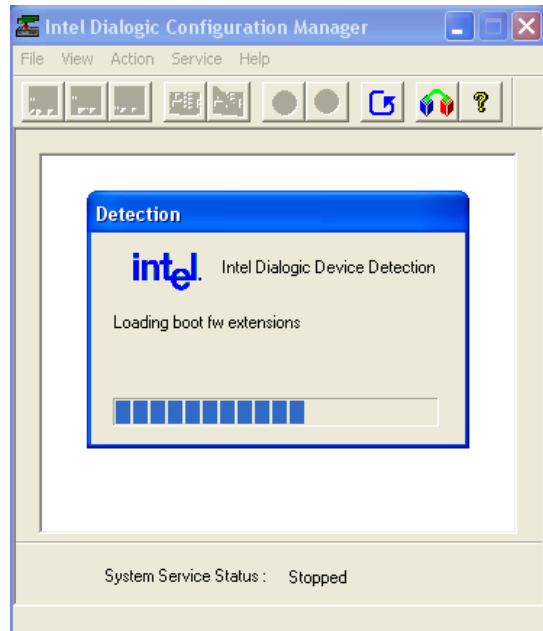 Intel Dialogic Configuration Manager
File View Action Service Help
Detection
intel. Intel Dialogic Device Detection
Loading boot fw extensions
System Service Status : Stopped